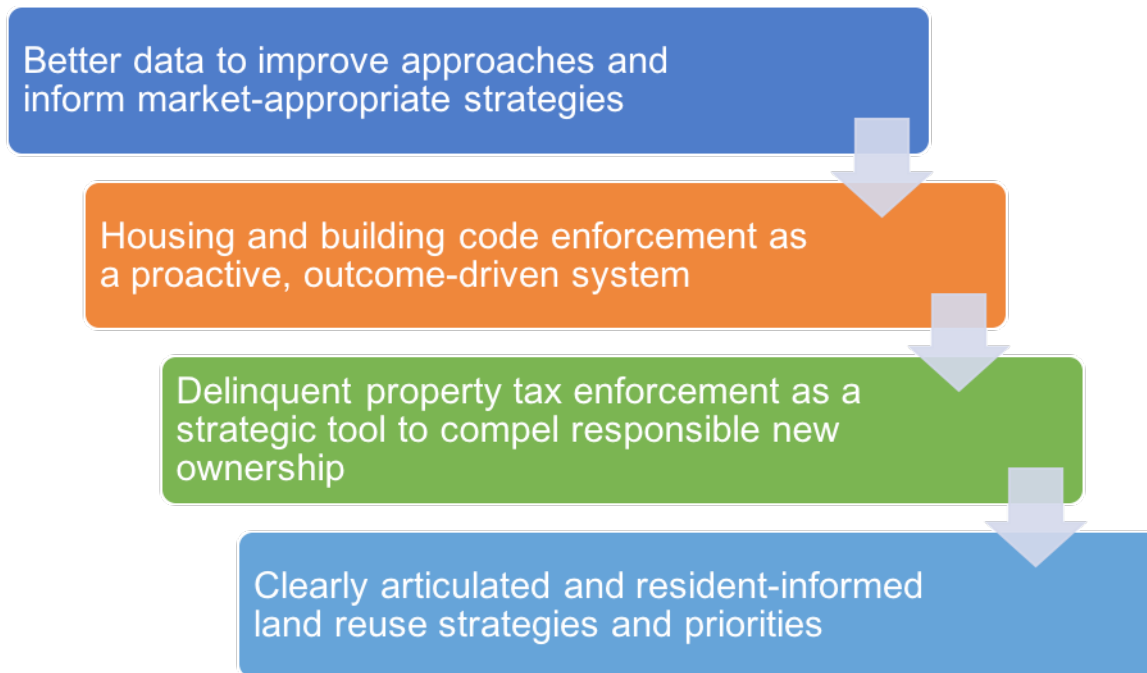 Better data to improve approaches and
inform market-appropriate strategies
Housing and building code enforcement as
a proactive, outcome-driven system
Delinquent property tax enforcement as a
strategic tool to compel responsible new
ownership
Clearly articulated and resident-informed
land reuse strategies and priorities